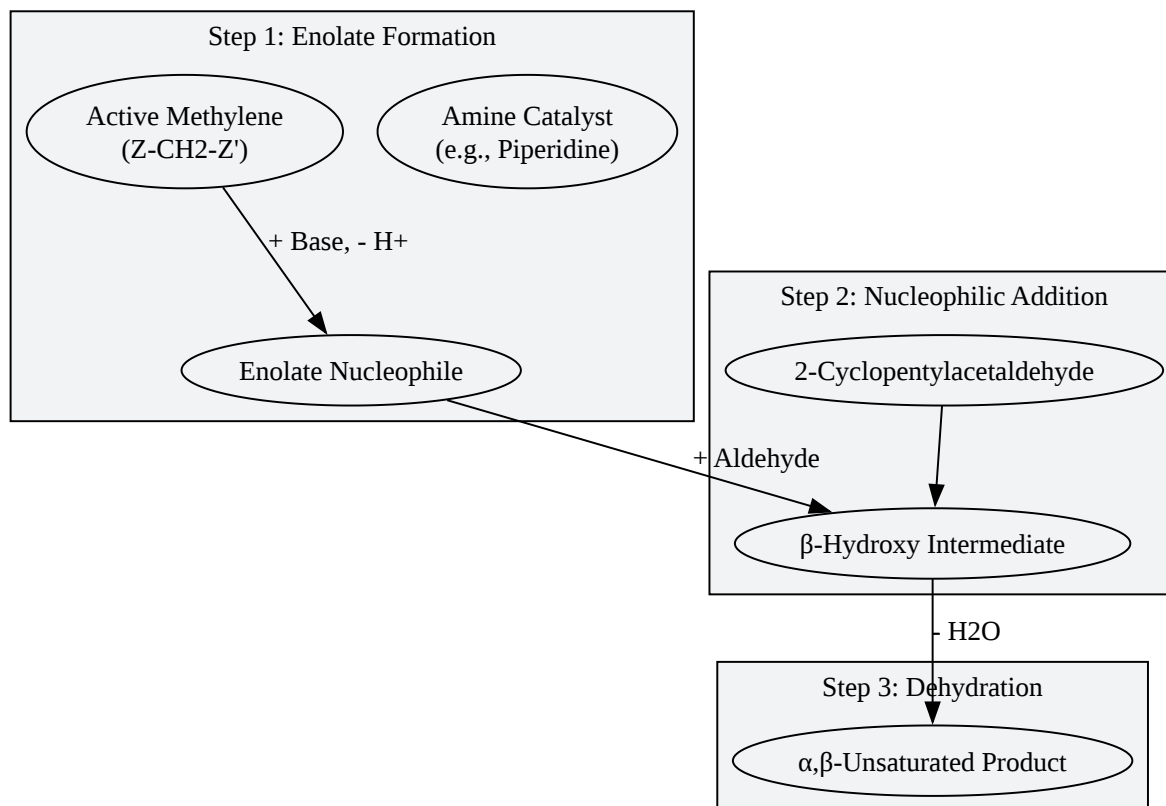 Step 1: Enolate Formation
Active Methylene
(Z-CH2-Z')
Amine Catalyst
(e.g., Piperidine)
+ Base, - H+
Enolate Nucleophile
Step 2: Nucleophilic Addition
2-Cyclopentylacetaldehyde
+ Aldehyde
β-Hydroxy Intermediate
- H2O
Step 3: Dehydration
α,β-Unsaturated Product